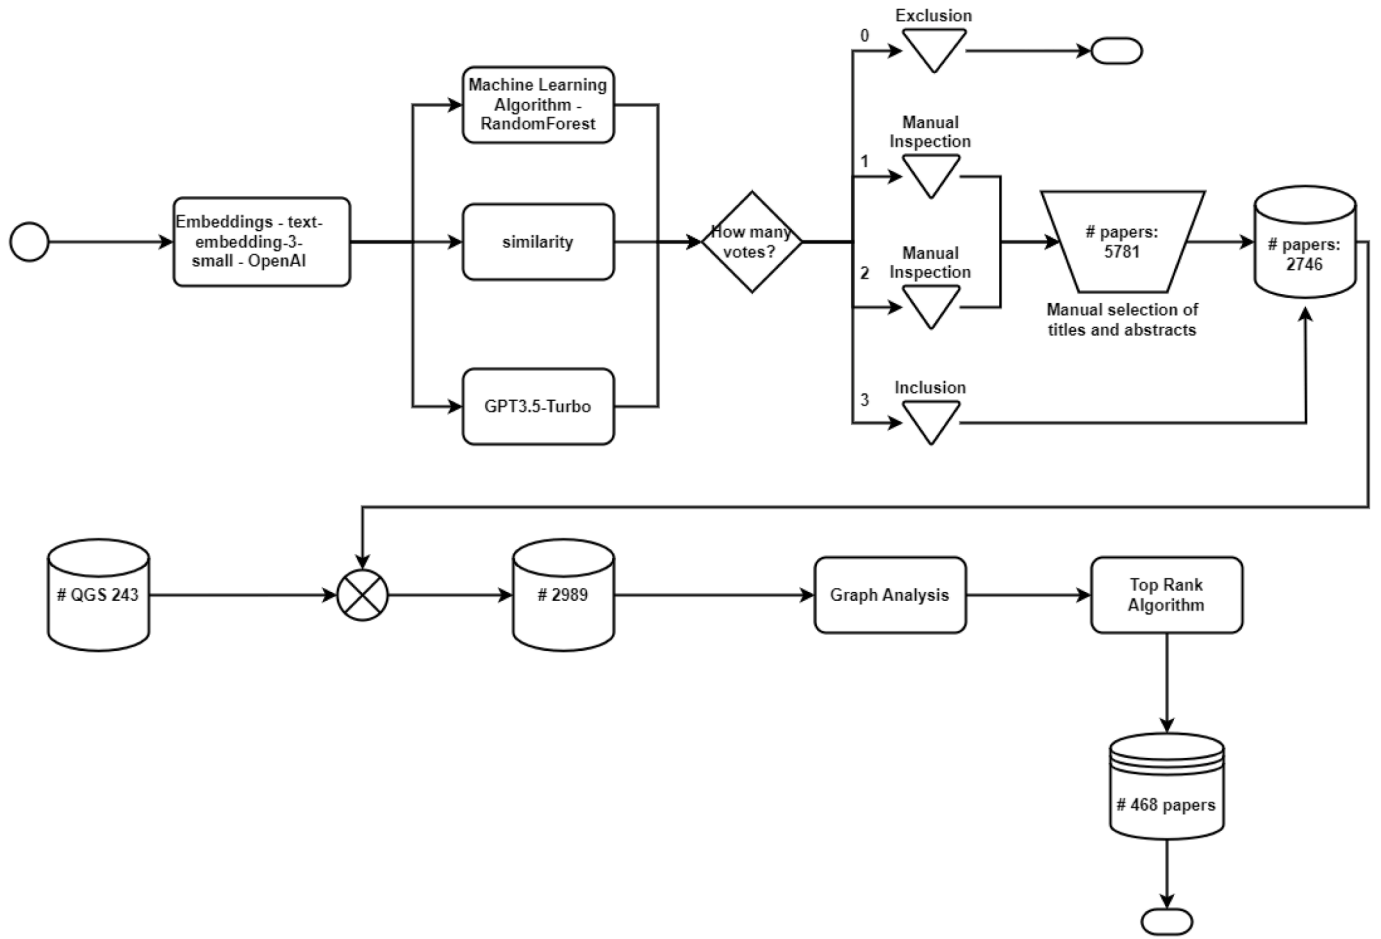 Exclusion
0
Machine Learning
Algorithm -
RandomForest
Manual
Inspection
1
Embeddings - text-
embedding-3-
small - OpenAI
similarity
How many
votes?
Manual
Inspection
2
# papers:
5781
# papers:
2746
Manual selection of
titles and abstracts
GPT3.5-Turbo
Inclusion
3
# QGS 243
# 2989
Graph Analysis
Top Rank
Algorithm
# 468 papers